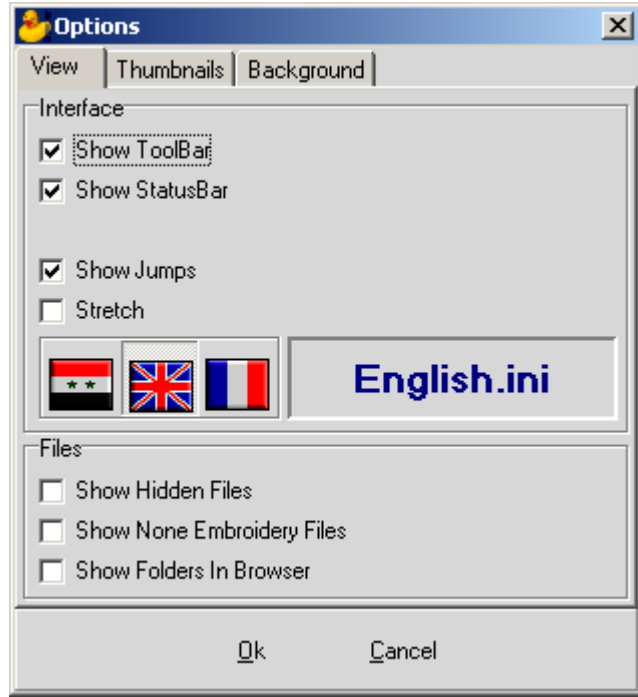 Options
View Thumbnails Background
Interface
Show ToolBar
Show StatusBar
Show Jumps
Stretch
English.ini
Files
Show Hidden Files
Show None Embroidery Files
Show Folders In Browser
Ok Cancel